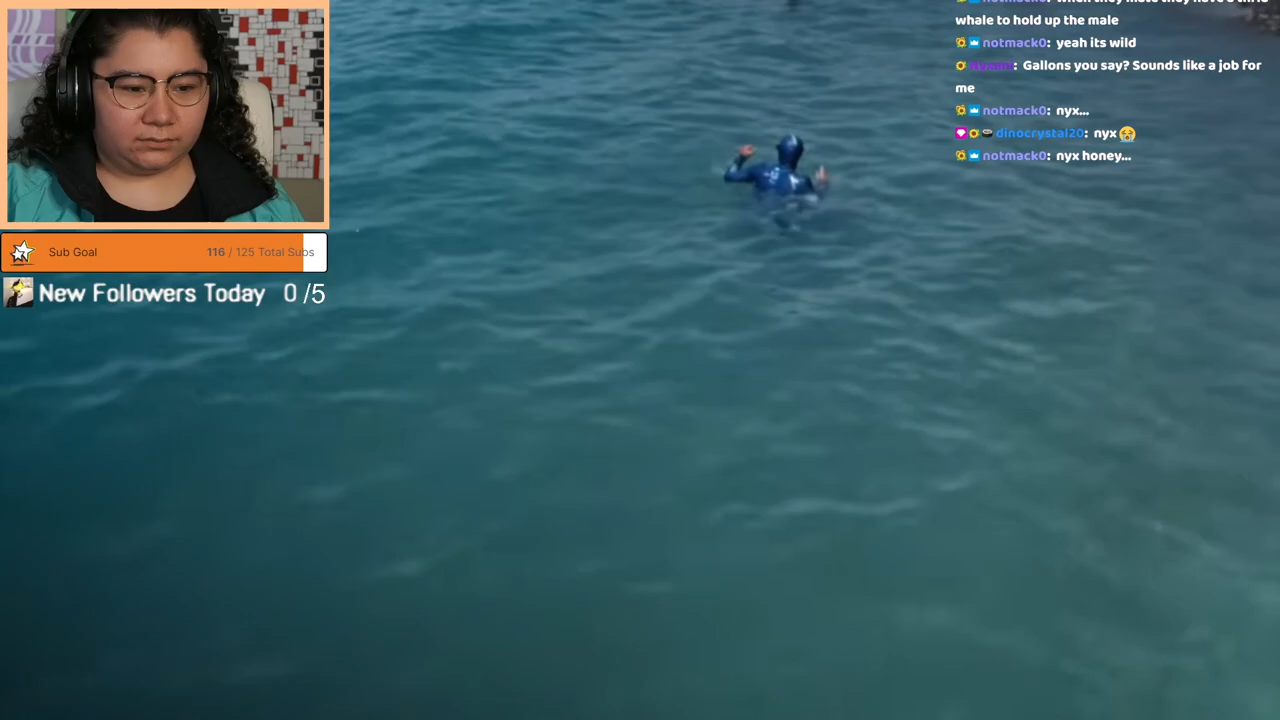 whale to hold up the male
notmack0: yeah its wild
: Gallons you say? Sounds like a job for
me
notmack0: nyx...
dinocrystal20: nyx 😭
notmack0: nyx honey...
Sub Goal 116 / 125 Total Subs
New Followers Today 0 /5